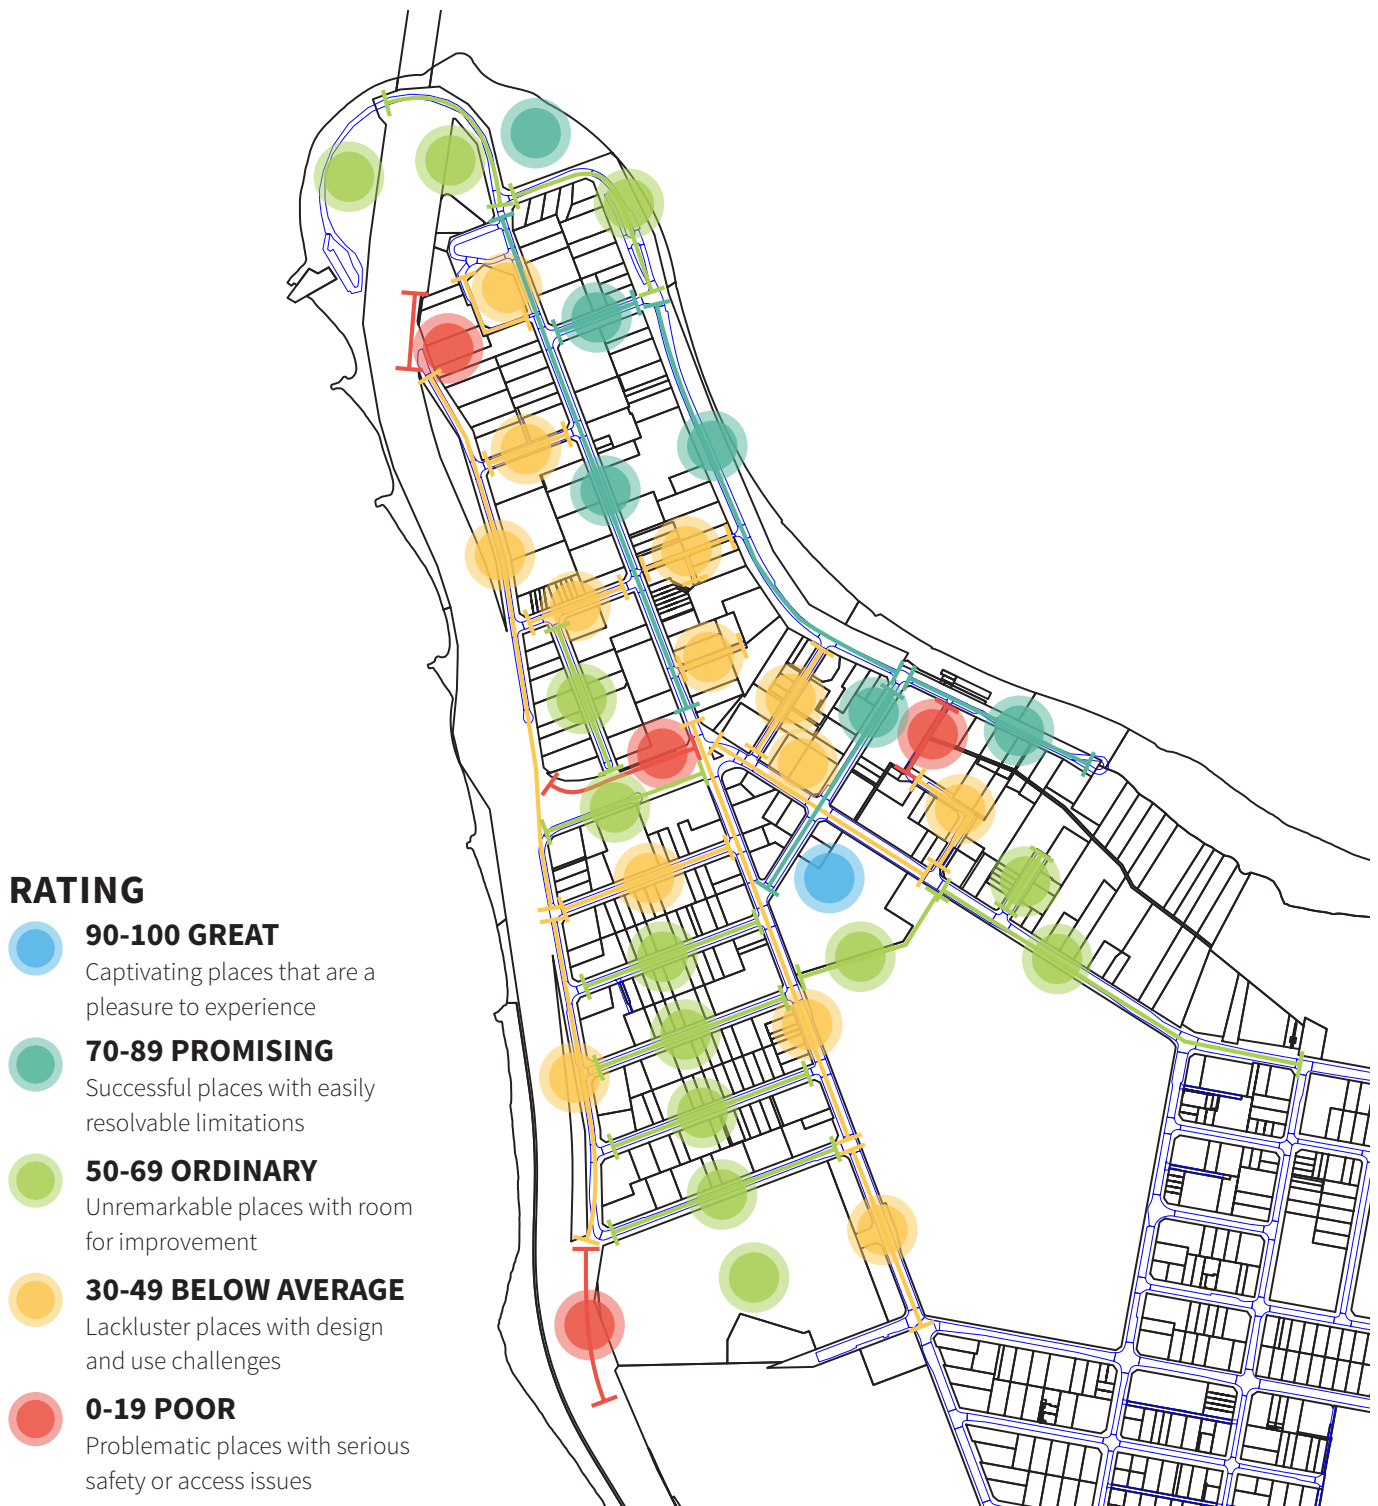 RATING
90-100 GREAT
Captivating places that are a
pleasure to experience
70-89 PROMISING
Successful places with easily
resolvable limitations
50-69 ORDINARY
Unremarkable places with room
for improvement
30-49 BELOW AVERAGE
Lackluster places with design
and use challenges
0-19 POOR
Problematic places with serious
safety or access issues